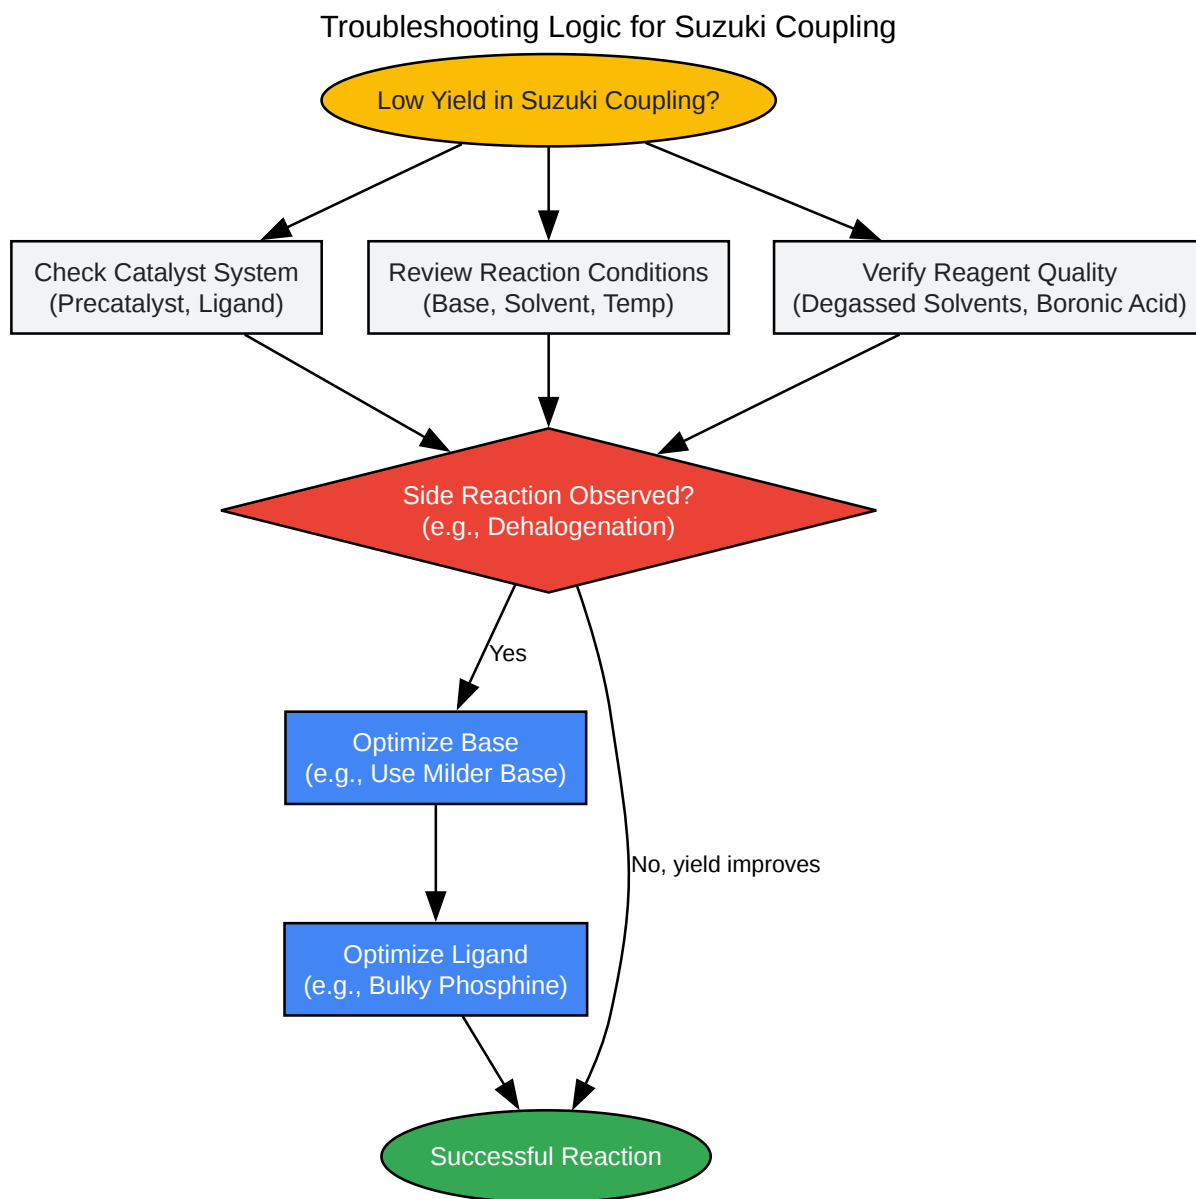 Troubleshooting Logic for Suzuki Coupling
Low Yield in Suzuki Coupling?
Check Catalyst System
(Precatalyst, Ligand)
Review Reaction Conditions
(Base, Solvent, Temp)
Verify Reagent Quality
(Degassed Solvents, Boronic Acid)
Side Reaction Observed?
(e.g., Dehalogenation)
Yes
Optimize Base
(e.g., Use Milder Base)
No, yield improves
Optimize Ligand
(e.g., Bulky Phosphine)
Successful Reaction